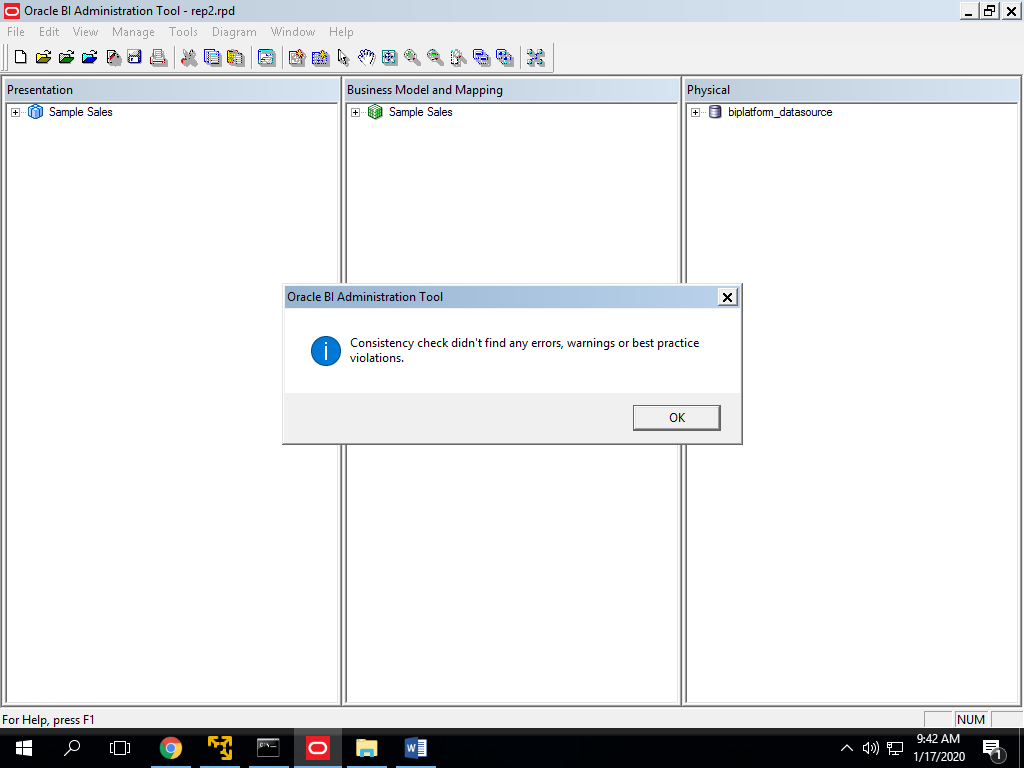 Oracle BI Administration Tool - rep2.rpd
File Edit View Manage Tools Diagram Window Help
Presentation
Sample Sales
Business Model and Mapping
Sample Sales
Physical
biplatform_datasource
Oracle BI Administration Tool
Consistency check didn't find any errors, warnings or best practice
violations.
OK
For Help, press F1
NUM
9:42 AM
1/17/2020
1